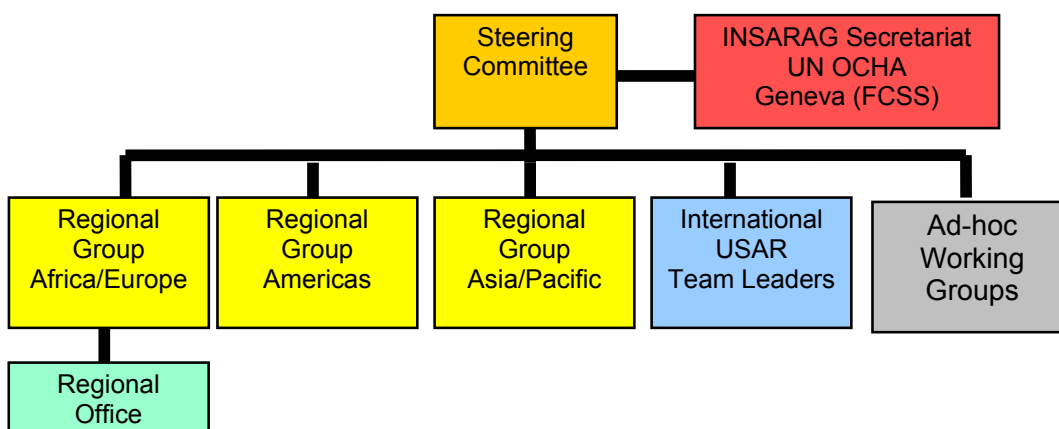 Steering
Committee
INSARAG Secretariat
UN OCHA
Geneva (FCSS)
Regional
Group
Africa/Europe
Regional
Group
Americas
Regional
Group
Asia/Pacific
International
USAR
Team Leaders
Ad-hoc
Working
Groups
Regional
Office